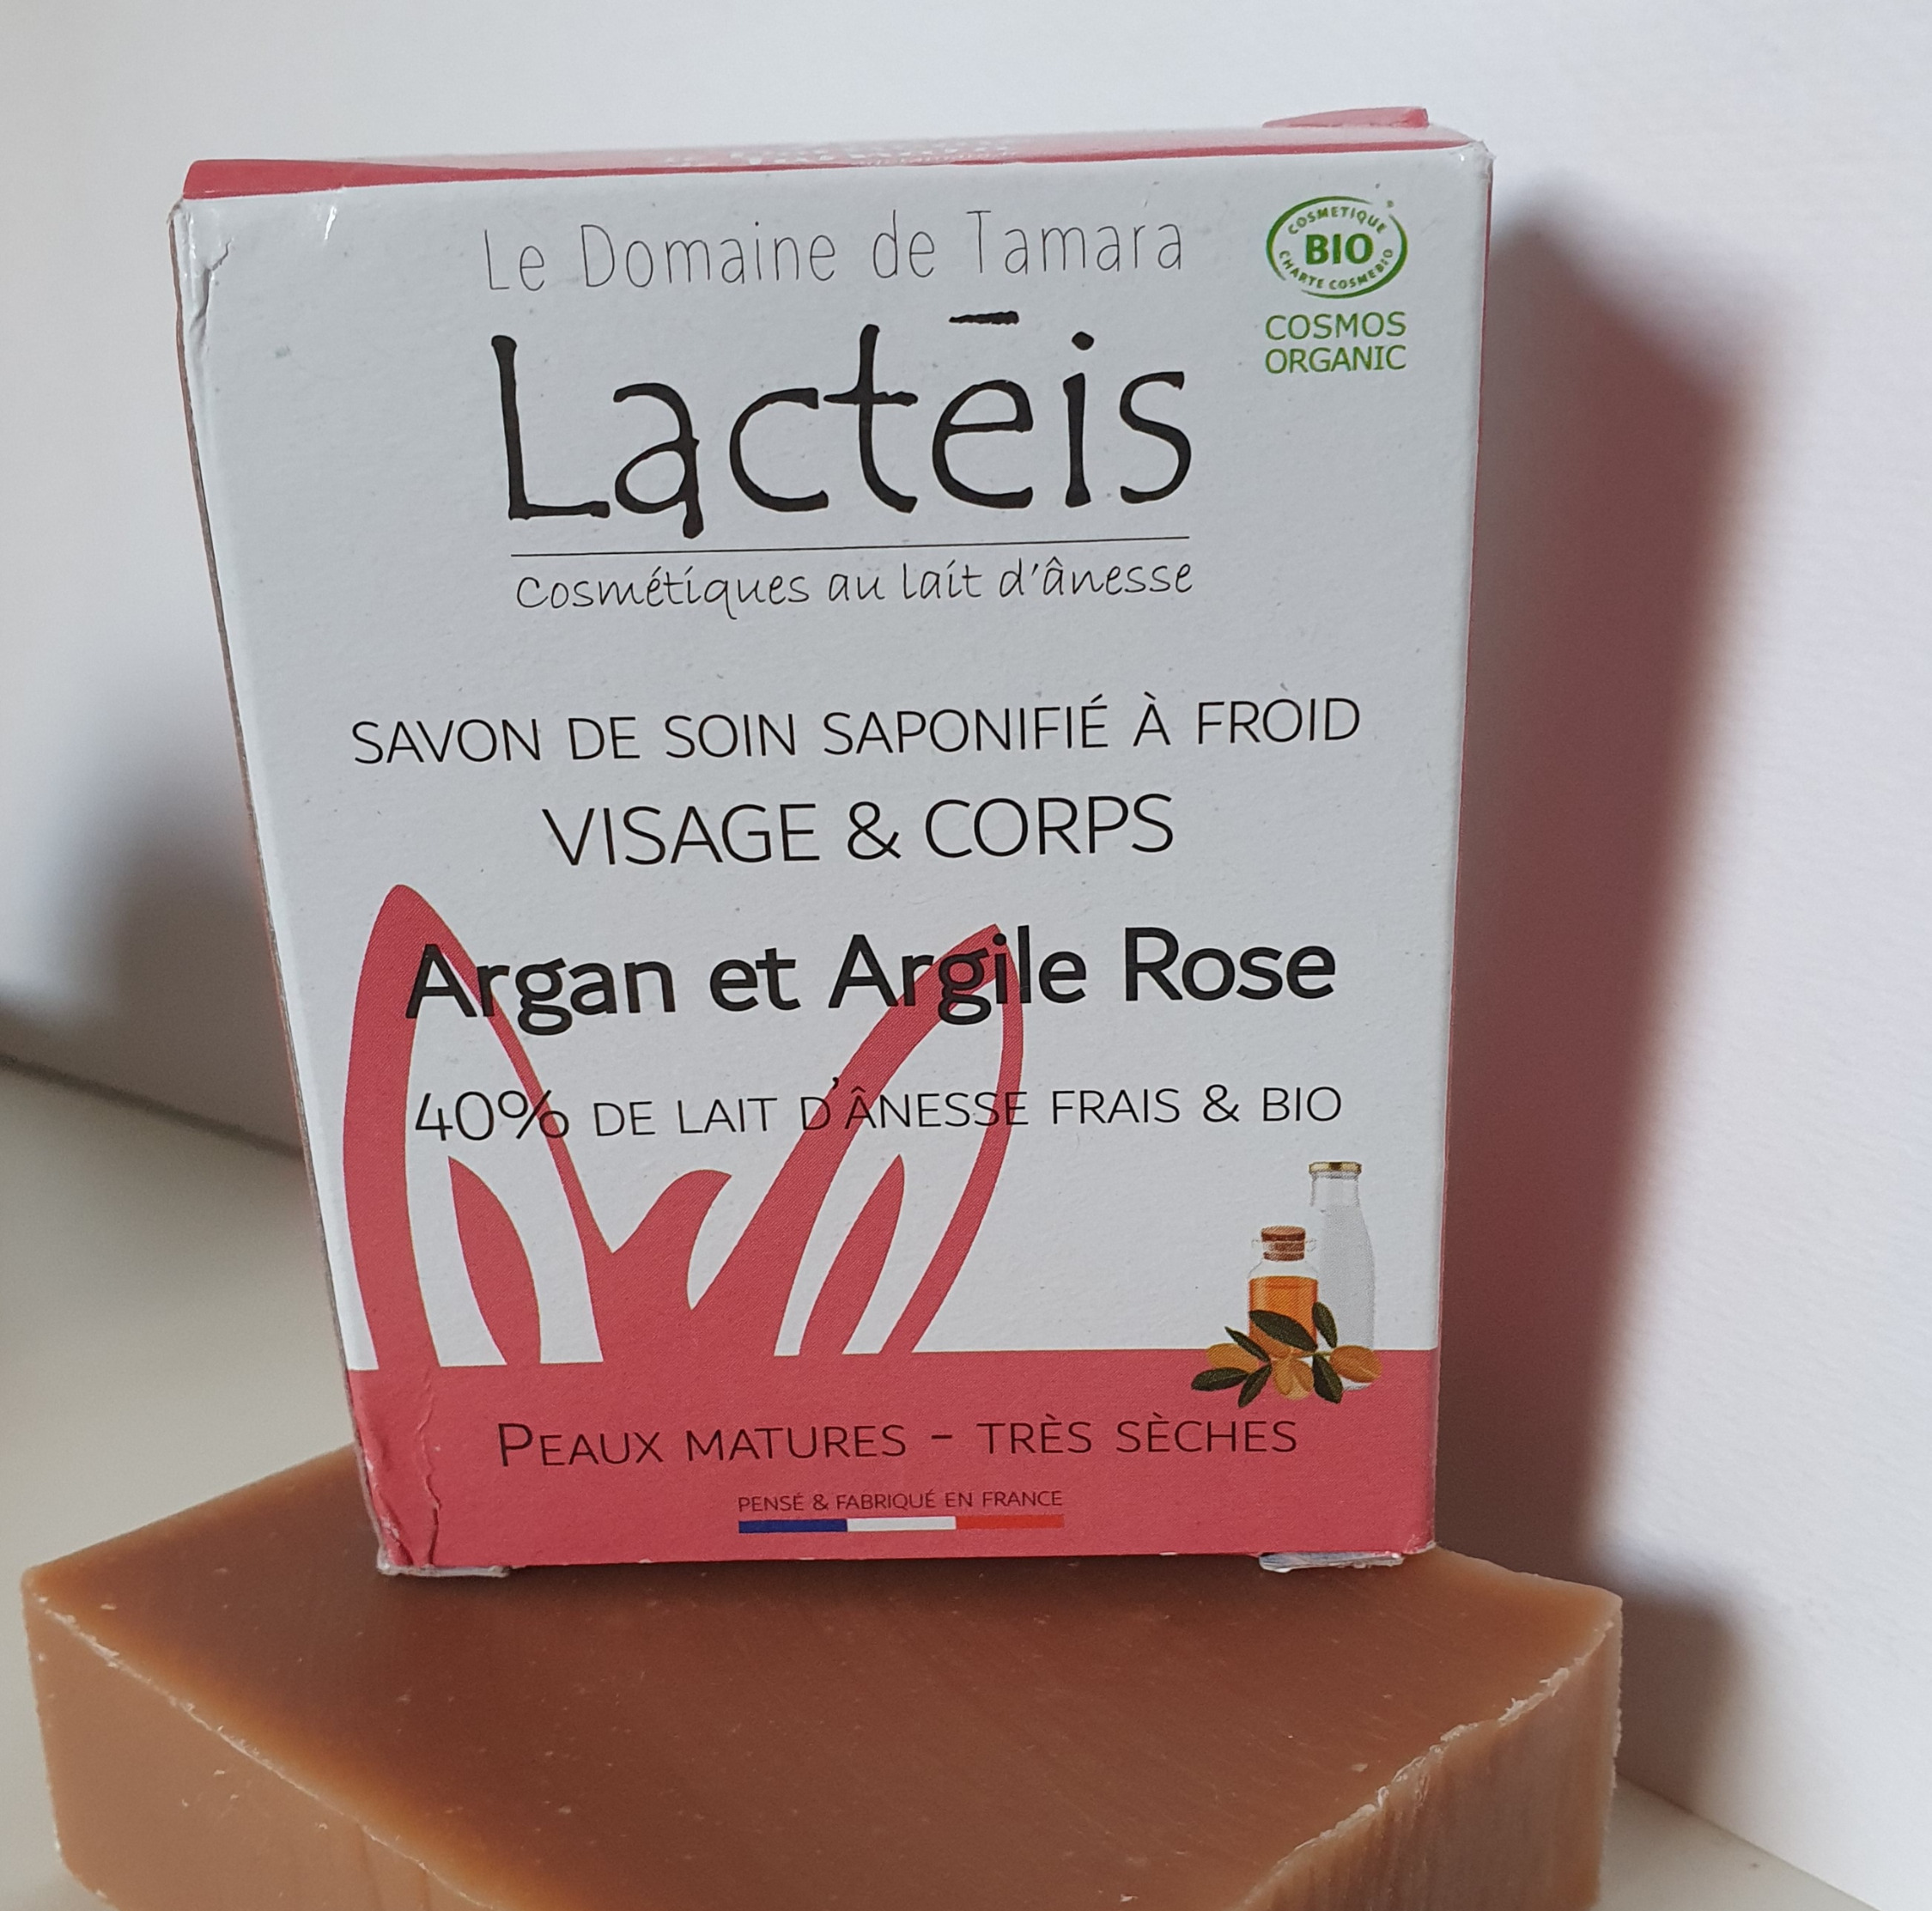 Le Domaine de Tamara
Lactēis
Cosmétiques au lait d'ânesse
COSMETIQUE
BIO
CHARTE COSMEBIO
COSMOS
ORGANIC
SAVON DE SOIN SAPONIFIÉ À FROID
VISAGE & CORPS
Argan et Argile Rose
40% DE LAIT D'ÂNESSE FRAIS & BIO
PEAUX MATURES - TRÈS SÈCHES
PENSÉ & FABRIQUÉ EN FRANCE